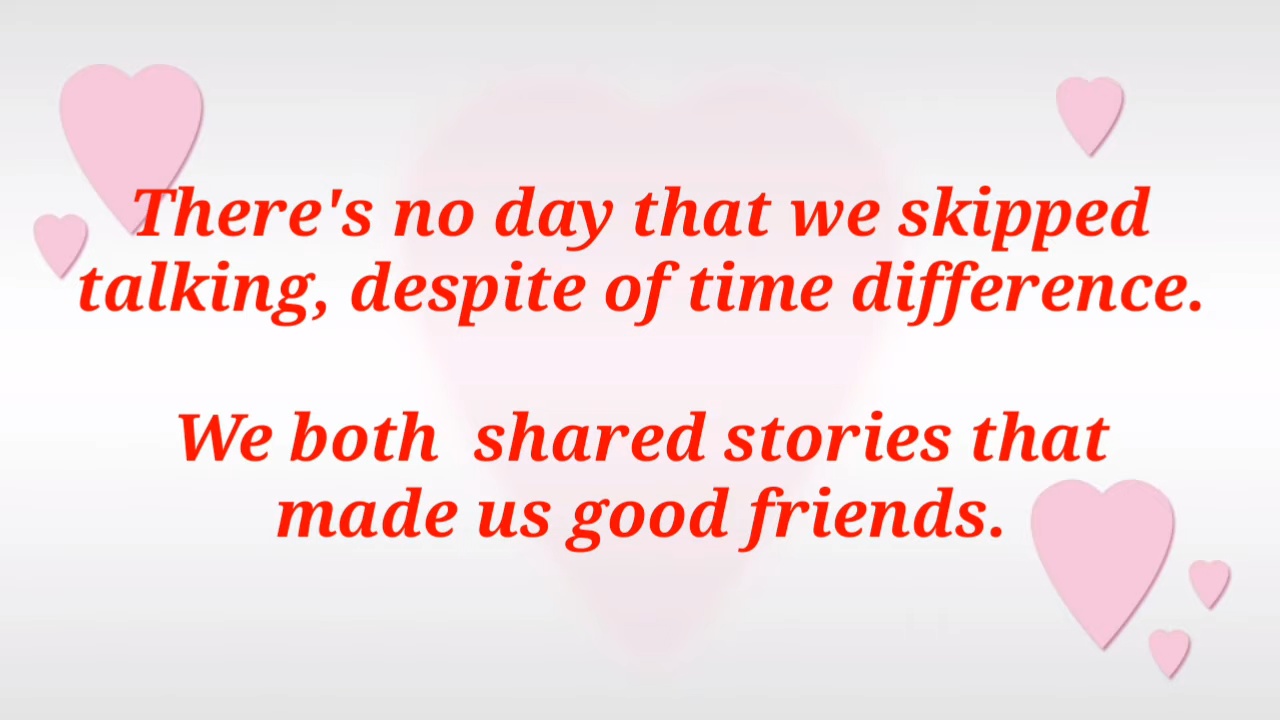 There's no day that we skipped
talking, despite of time difference.
We both  shared stories that
made us good friends.